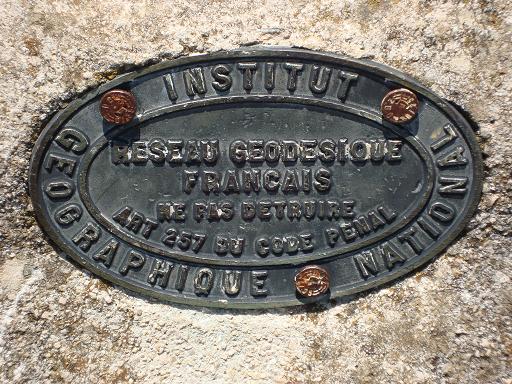 INSTITUT
GEOGRAPHIQUE NATIONAL
RESEAU GEODESIQUE
FRANCAIS
NE PAS DETRUIRE
ART 257 DU CODE PENAL